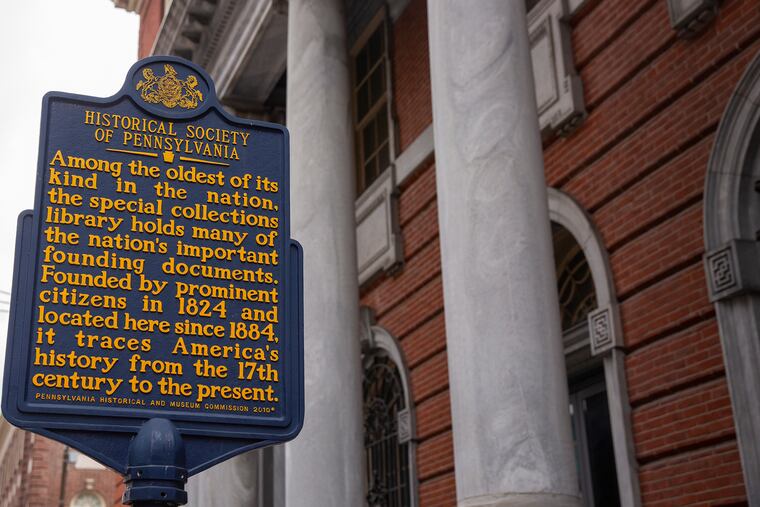 HISTORICAL SOCIETY
OF PENNSYLVANIA
Among the oldest of its
kind in the nation,
the special collections
library holds many of
the nation's important
founding documents.
Founded by prominent
citizens in 1824 and
located here since 1884,
it traces America's
history from the 17th
century to the present.
PENNSYLVANIA HISTORICAL AND MUSEUM COMMISSION 2010